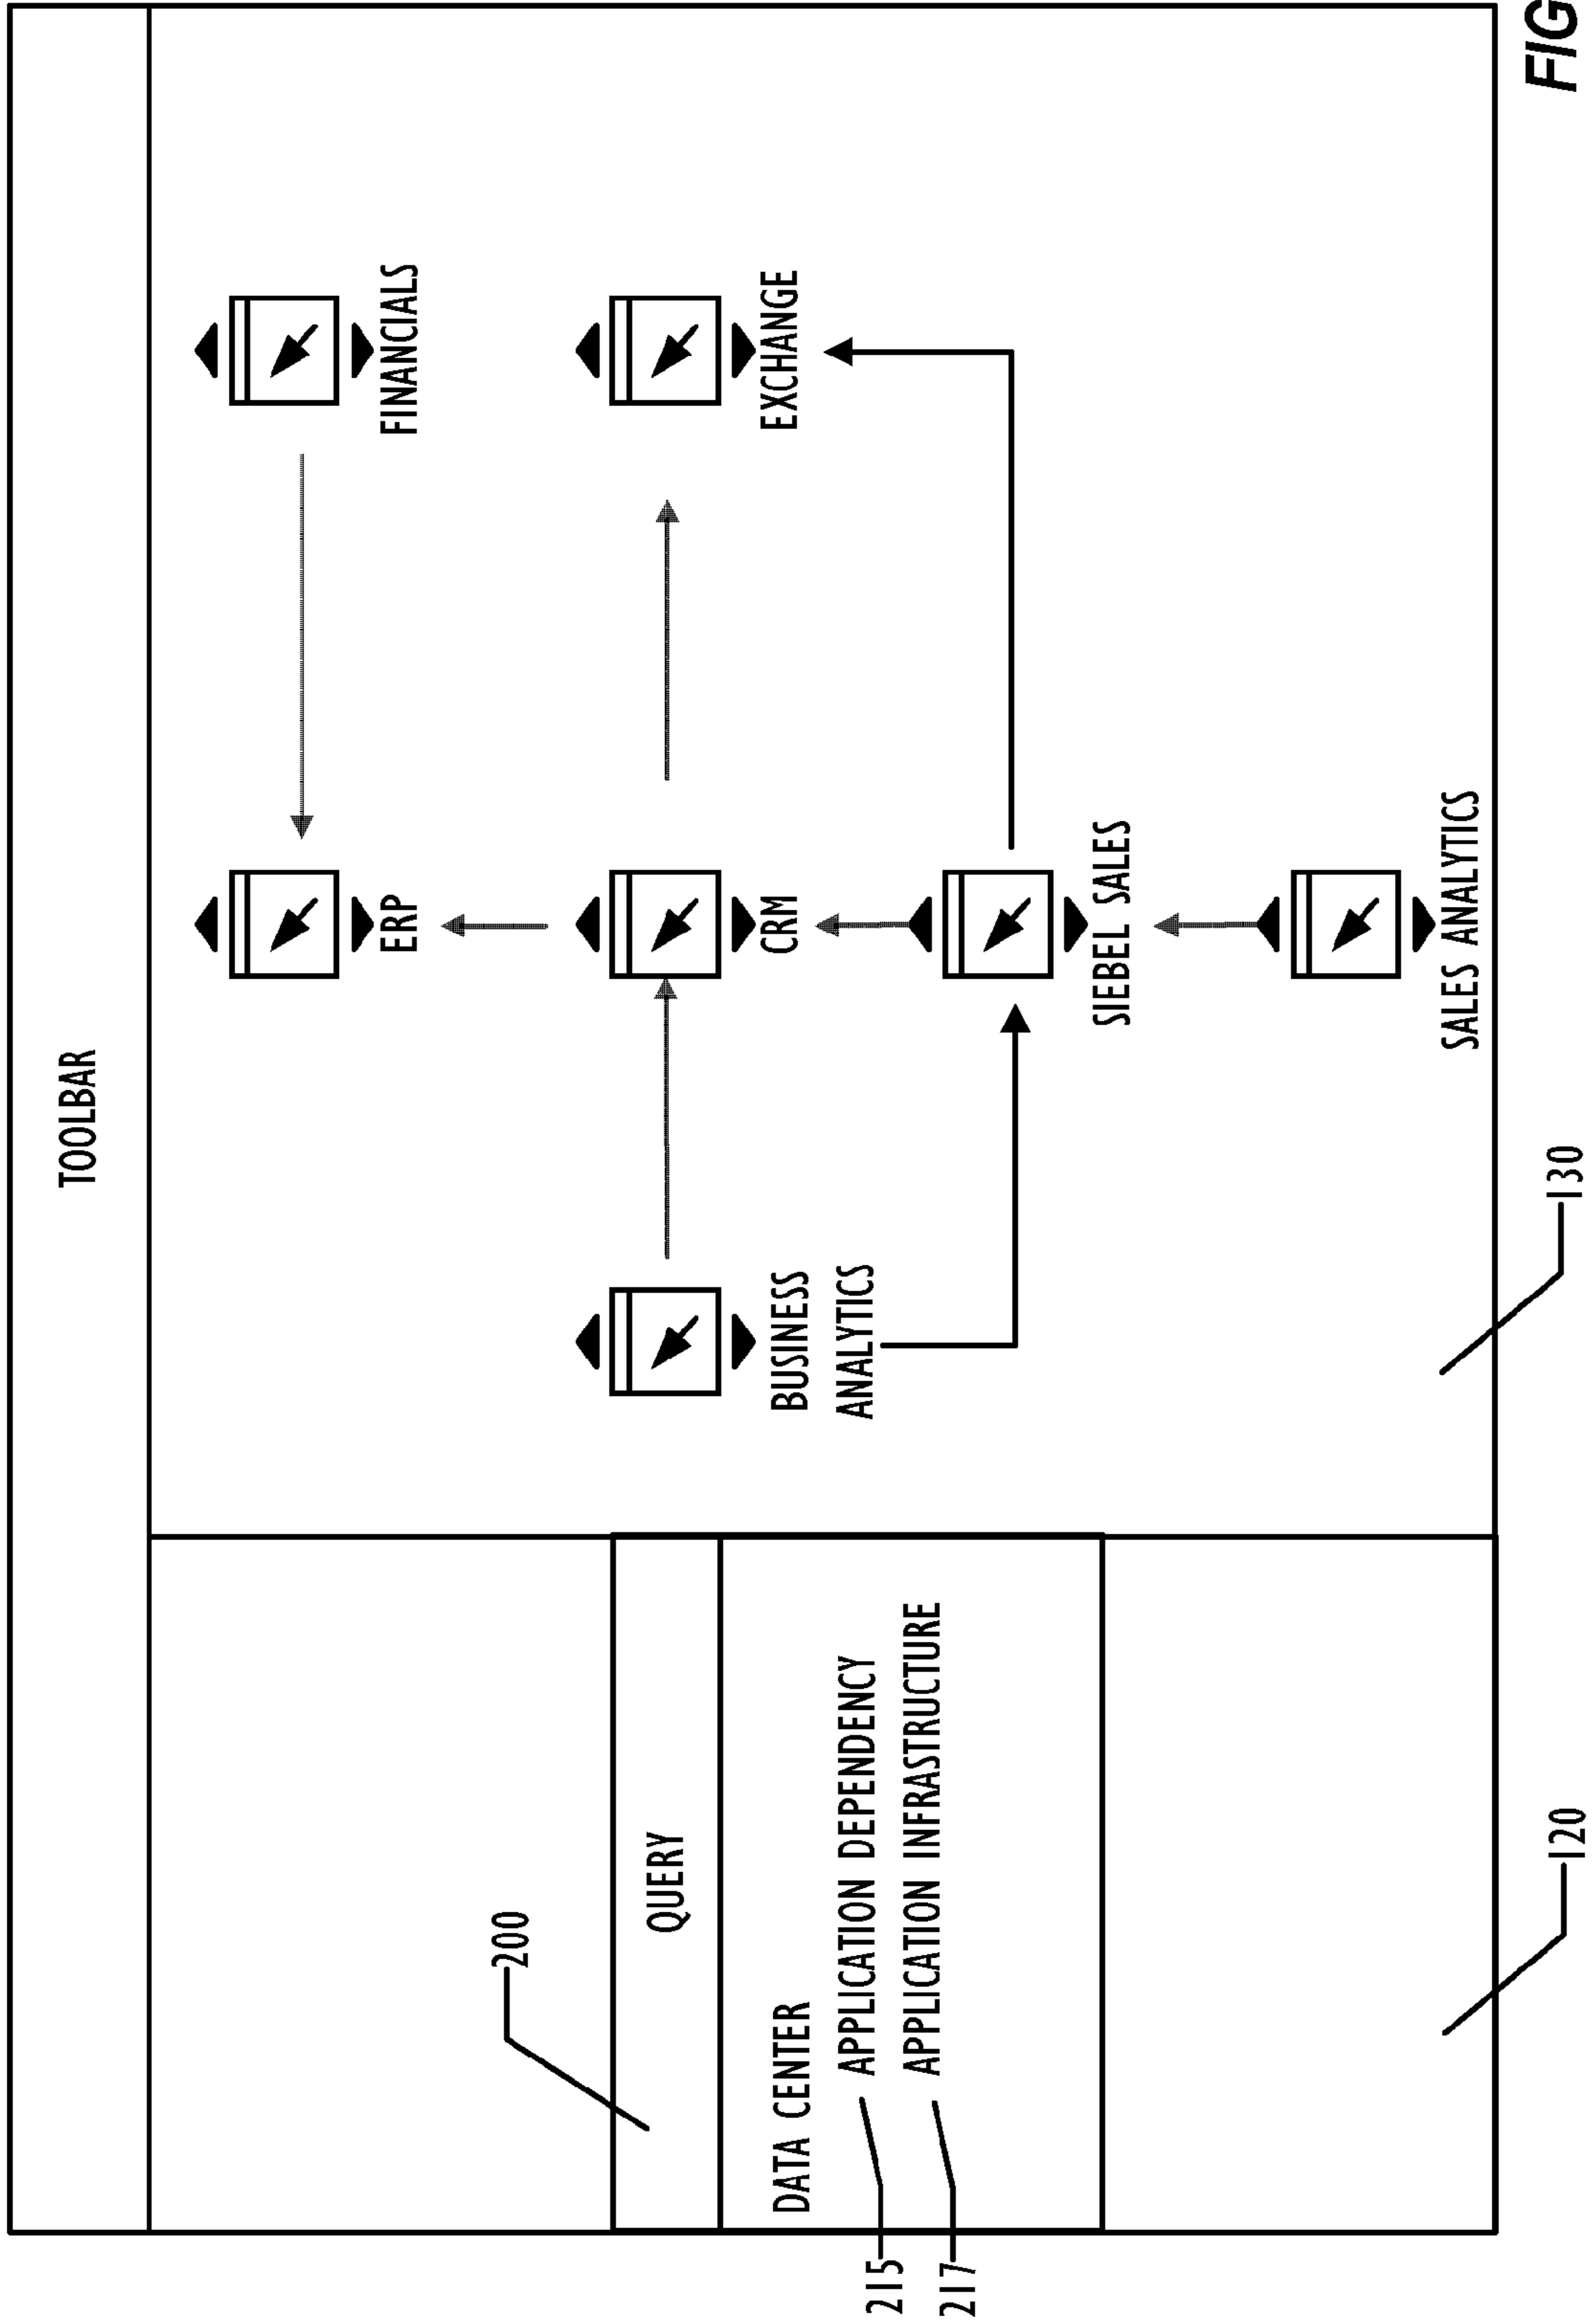 TOOLBAR
200
QUERY
DATA CENTER
215
APPLICATION DEPENDENCY
217
APPLICATION INFRASTRUCTURE
120
ERP
FINANCIALS
BUSINESS
ANALYTICS
CRM
EXCHANGE
SIEBEL SALES
SALES ANALYTICS
130
FIG